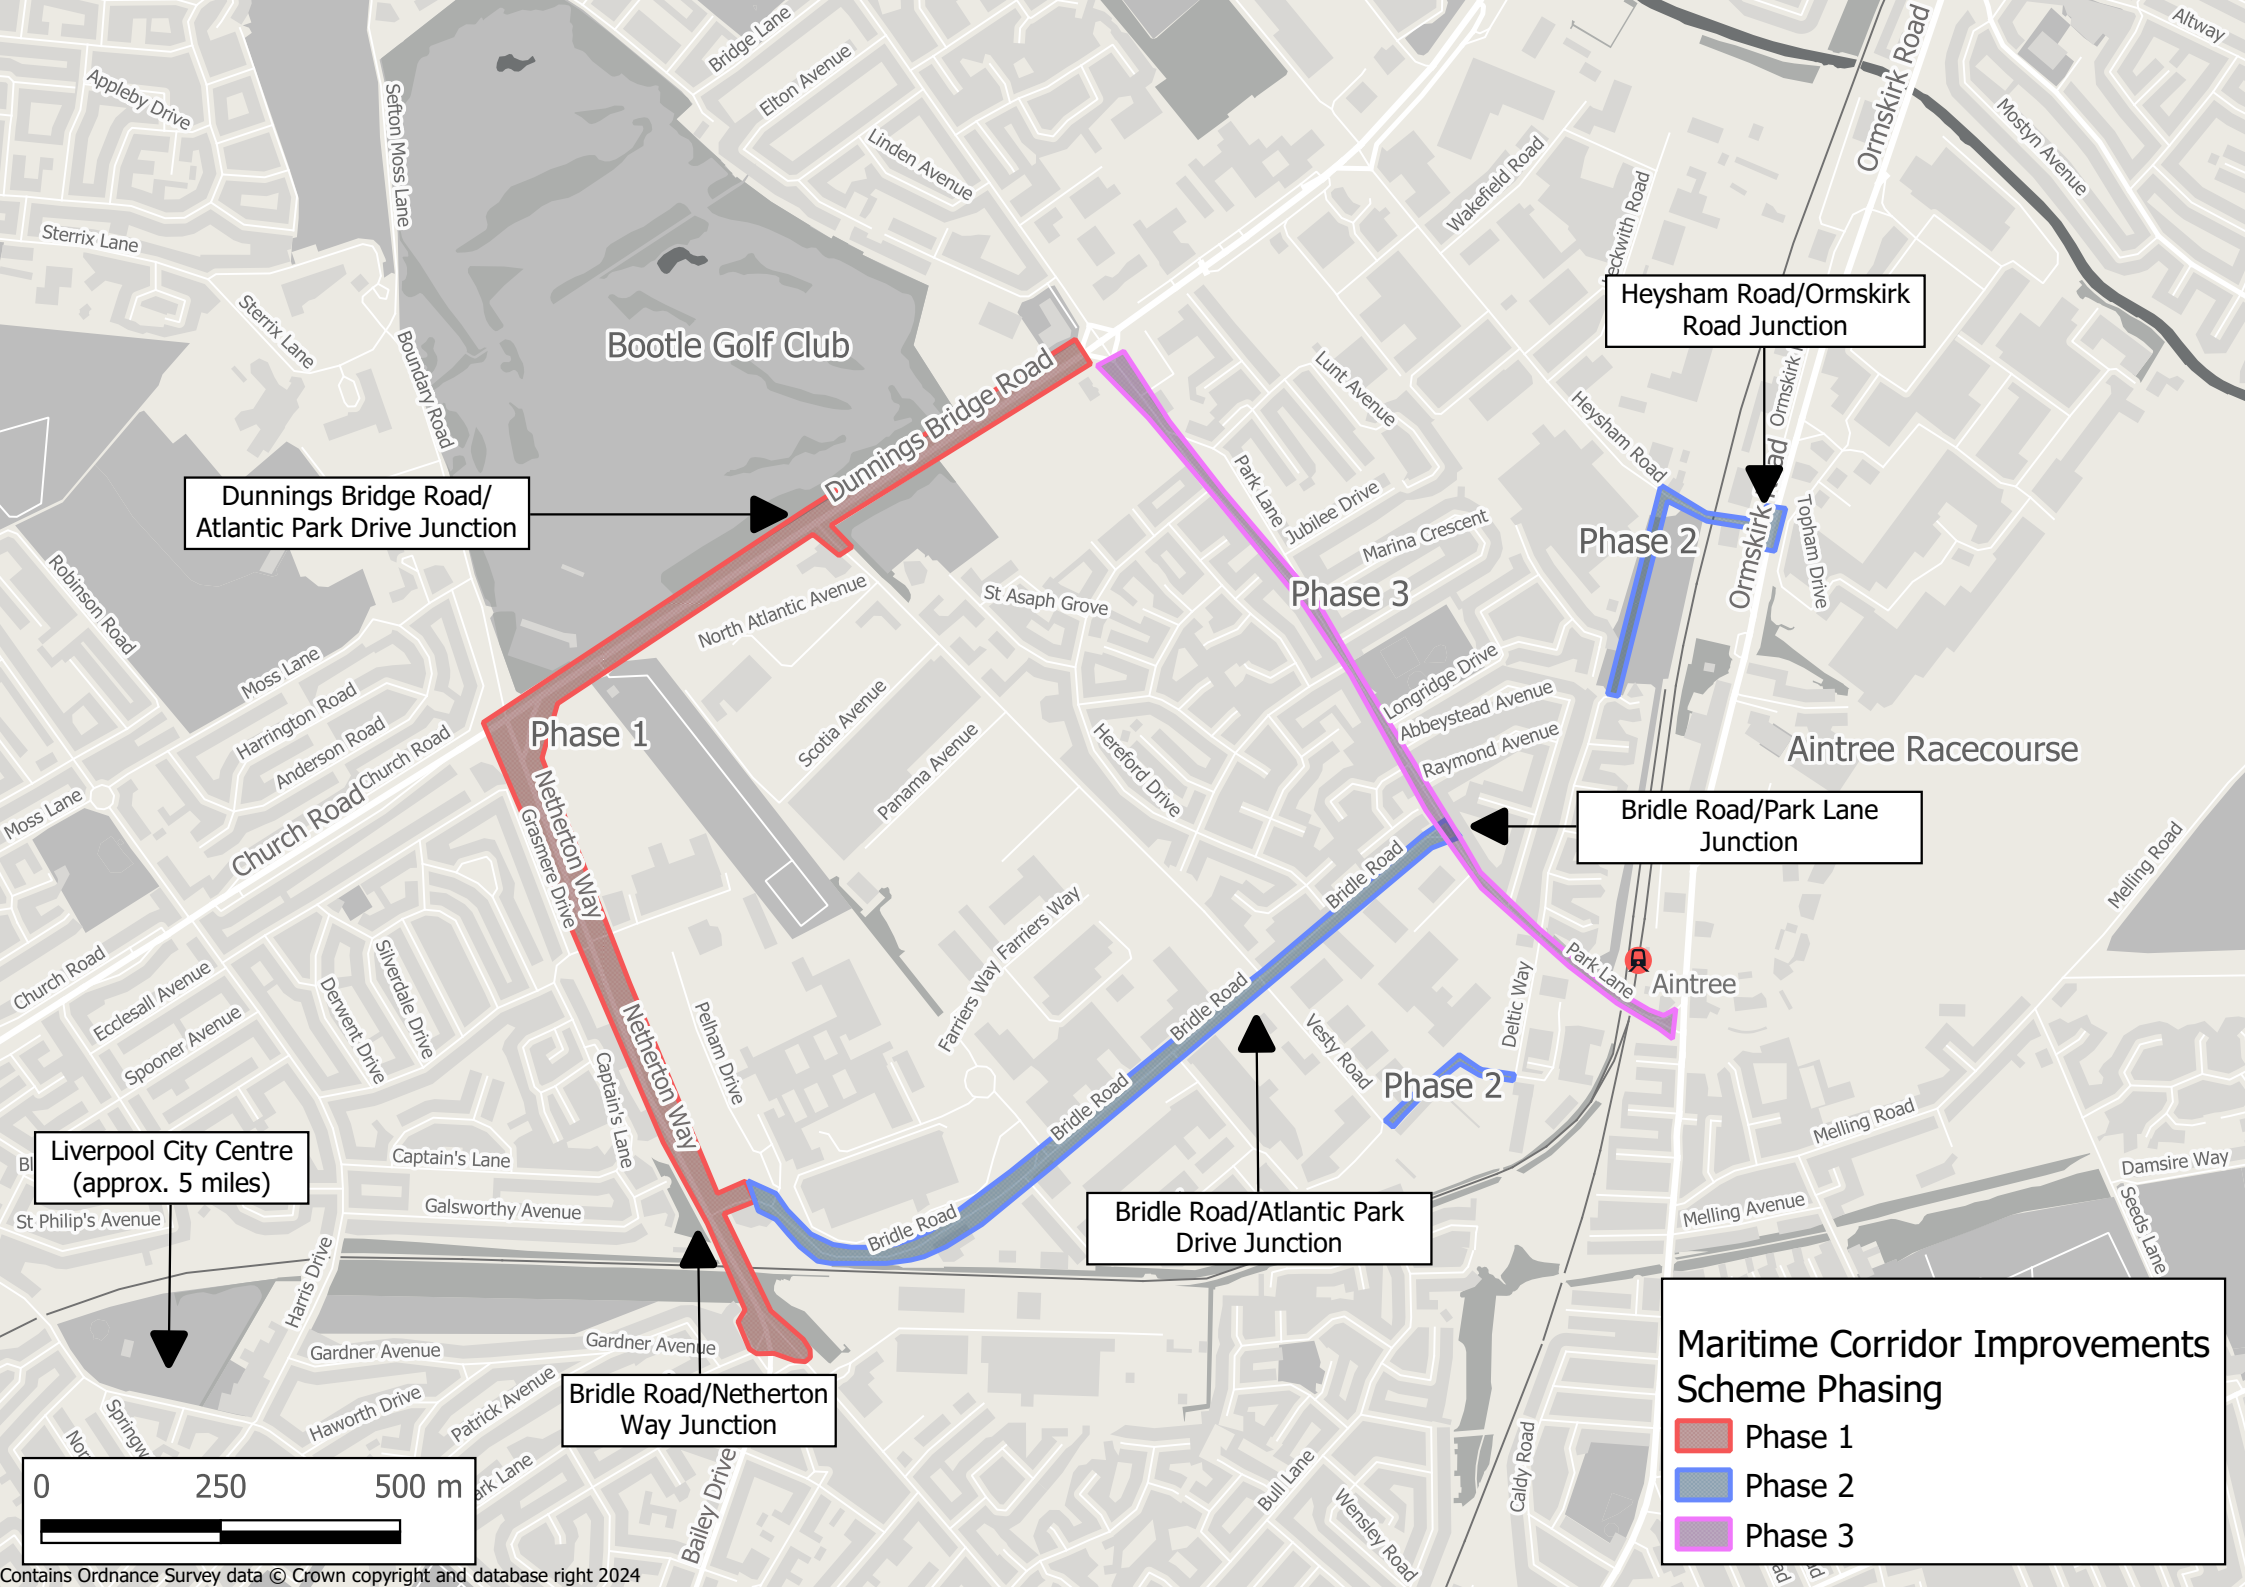 Bridge Lane
Elton Avenue
Linden Avenue
Appleby Drive
Sefton Moss Lane
Sterrix Lane
Sterrix Lane
Boundary Road
Altway
Mostyn Avenue
Ormskirk Road
Wakefield Road
Heysham Road/Ormskirk
Road Junction
Bootle Golf Club
Dunnings Bridge Road
Lunt Avenue
Heysham Road
Ormskirk
Ormskirk
Topham Drive
Dunnings Bridge Road/
Atlantic Park Drive Junction
Park Lane
Jubilee Drive
Marina Crescent
Phase 2
Phase 3
St Asaph Grove
North Atlantic Avenue
Robinson Road
Moss Lane
Harrington Road
Anderson Road
Church Road
Church Road
Moss Lane
Phase 1
Scotia Avenue
Panama Avenue
Hereford Drive
Longridge Drive
Abbeystead Avenue
Raymond Avenue
Aintree Racecourse
Bridle Road/Park Lane
Junction
Melling Road
Netherton Way
Grasmere Drive
Bridle Road
Farriers Way
Farriers Way
Park Lane
Aintree
Church Road
Ecclesall Avenue
Spooner Avenue
Silverdale Drive
Derwent Drive
Netherton Way
Pelham Drive
Captain's Lane
Bridle Road
Bridle Road
Vesty Road
Deltic Way
Phase 2
Melling Road
Damsire Way
Melling Avenue
Seeds Lane
Liverpool City Centre
(approx. 5 miles)
St Philip's Avenue
Captain's Lane
Galsworthy Avenue
Bridle Road
Bridle Road/Atlantic Park
Drive Junction
Harris Drive
Gardner Avenue
Gardner Avenue
Haworth Drive
Patrick Avenue
Bridle Road/Netherton
Way Junction
Bailey Drive
Bull Lane
Wensley Road
Caldy Road
Maritime Corridor Improvements
Scheme Phasing
Phase 1
Phase 2
Phase 3
0 250 500 m
Contains Ordnance Survey data © Crown copyright and database right 2024